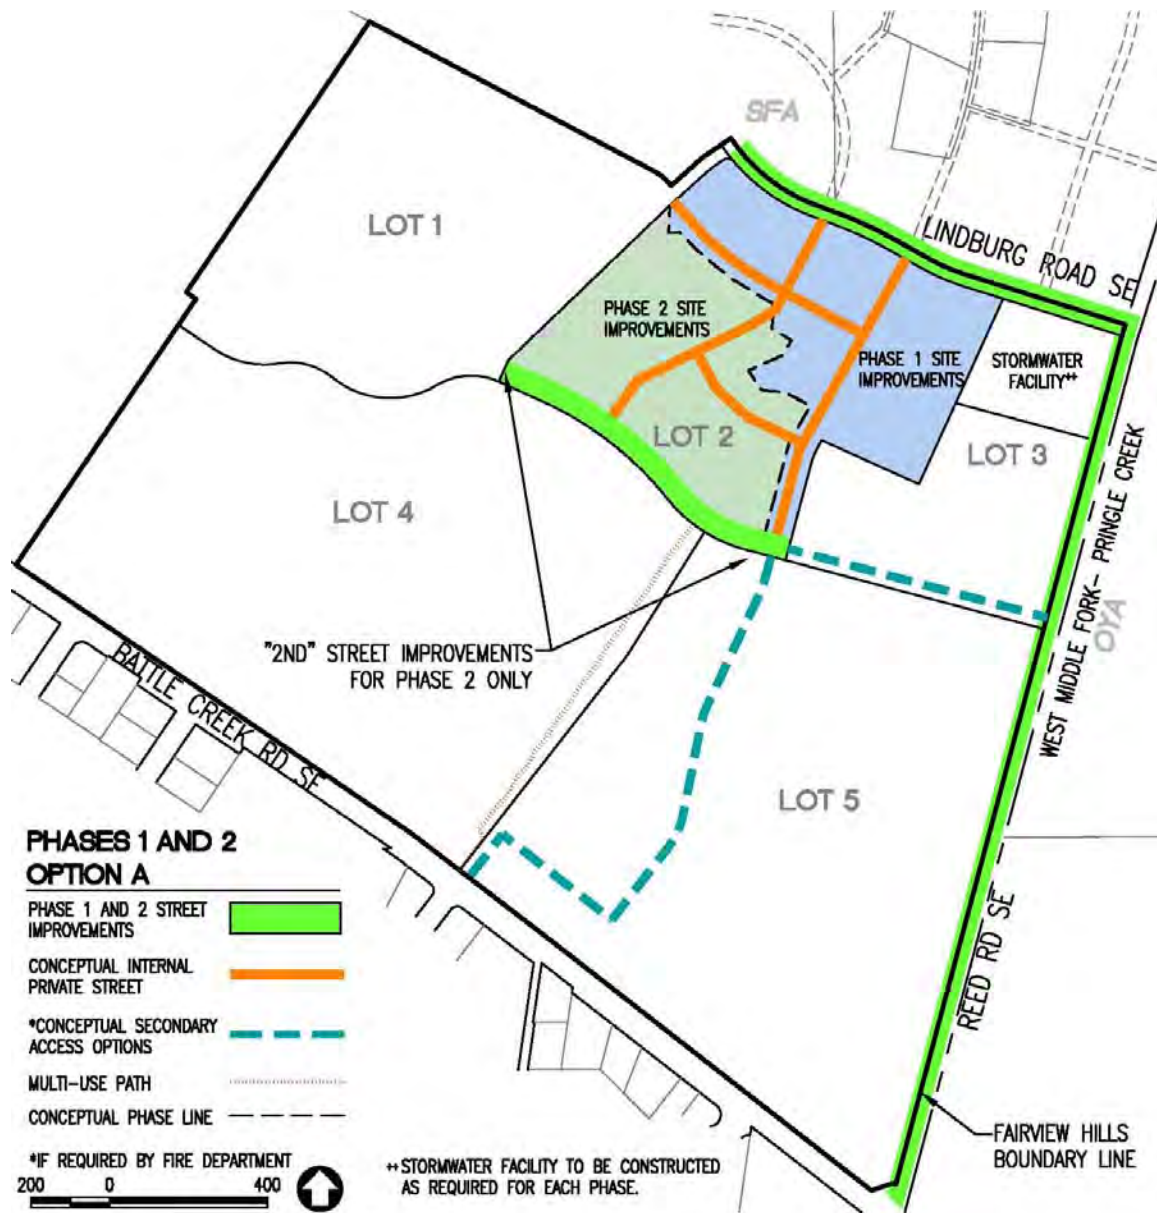 SFA
LOT 1
LINDBURG ROAD SE
PHASE 2 SITE
IMPROVEMENTS
PHASE 1 SITE
IMPROVEMENTS
STORMWATER
FACILITY++
LOT 2
LOT 3
LOT 4
WEST MIDDLE FORK- PRINGLE CREEK
OYA
"2ND" STREET IMPROVEMENTS
FOR PHASE 2 ONLY
BATTLE CREEK RD SE
LOT 5
REED RD SE
PHASES 1 AND 2
OPTION A
PHASE 1 AND 2 STREET
IMPROVEMENTS
CONCEPTUAL INTERNAL
PRIVATE STREET
*CONCEPTUAL SECONDARY
ACCESS OPTIONS
MULTI-USE PATH
CONCEPTUAL PHASE LINE
*IF REQUIRED BY FIRE DEPARTMENT
200 0 400
++STORMWATER FACILITY TO BE CONSTRUCTED
AS REQUIRED FOR EACH PHASE.
FAIRVIEW HILLS
BOUNDARY LINE